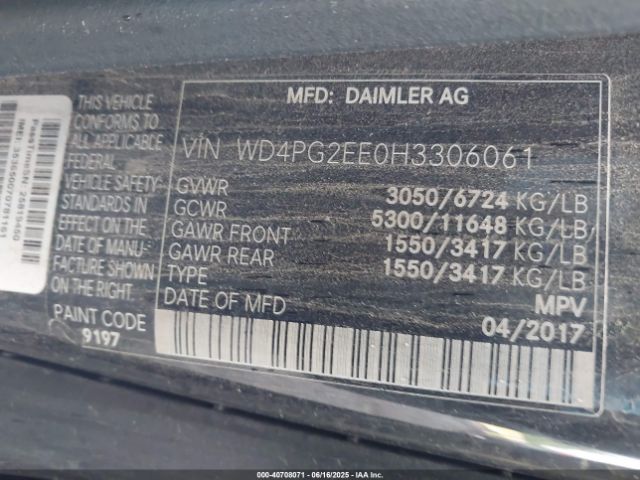 MFD: DAIMLER AG
THIS VEHICLE
CONFORMS TO
ALL APPLICABLE
FEDERAL
VEHICLE SAFETY
STANDARDS IN
EFFECT ON THE
DATE OF MANU-
FACTURE SHOWN
ON THE RIGHT.
PAINT CODE
9197
VIN WD4PG2EE0H3306061
GVWR 3050/6724 KG/LB
GCWR 5300/11648 KG/LB
GAWR FRONT 1550/3417 KG/LB
GAWR REAR 1550/3417 KG/LB
TYPE MPV
DATE OF MFD 04/2017
000-40708071 - 06/16/2025 - IAA Inc.